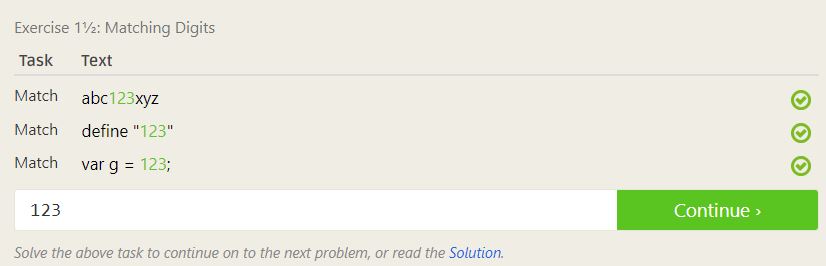 Exercise 1½: Matching Digits
Task Text
Match abc123xyz
Match define "123"
Match var g = 123;
123 Continue ›
Solve the above task to continue on to the next problem, or read the Solution.